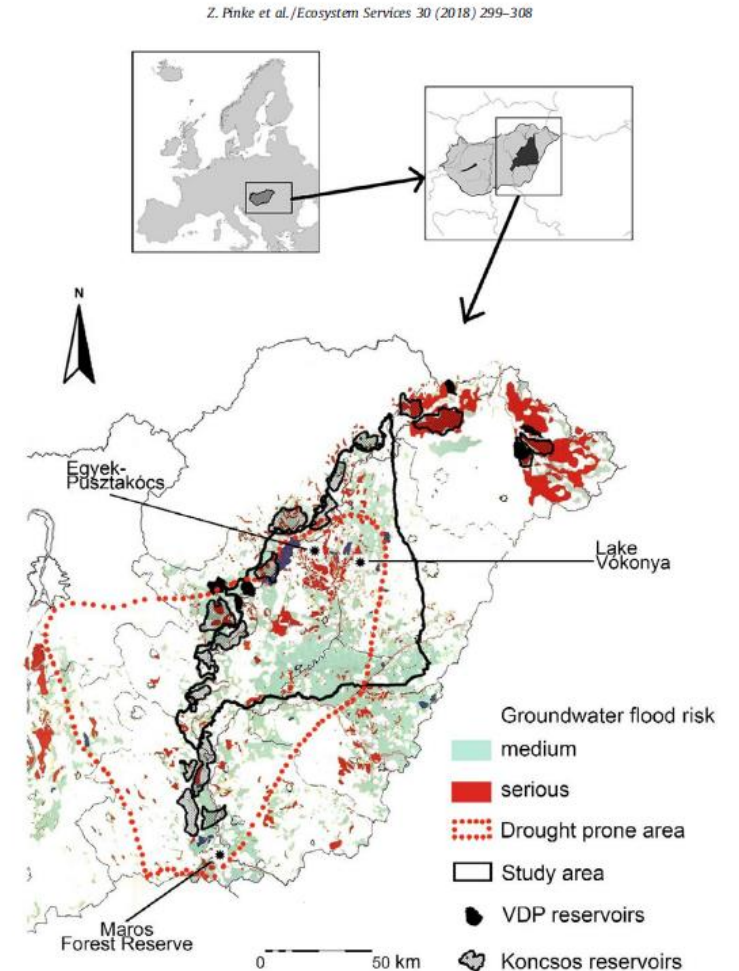 Z. Pinke et al./Ecosystem Services 30 (2018) 299–308
N
Egyek-
Pusztakócs
Lake
Vókonya
Groundwater flood risk
medium
serious
Drought prone area
Study area
VDP reservoirs
Koncsos reservoirs
Maros
Forest Reserve
0 50 km